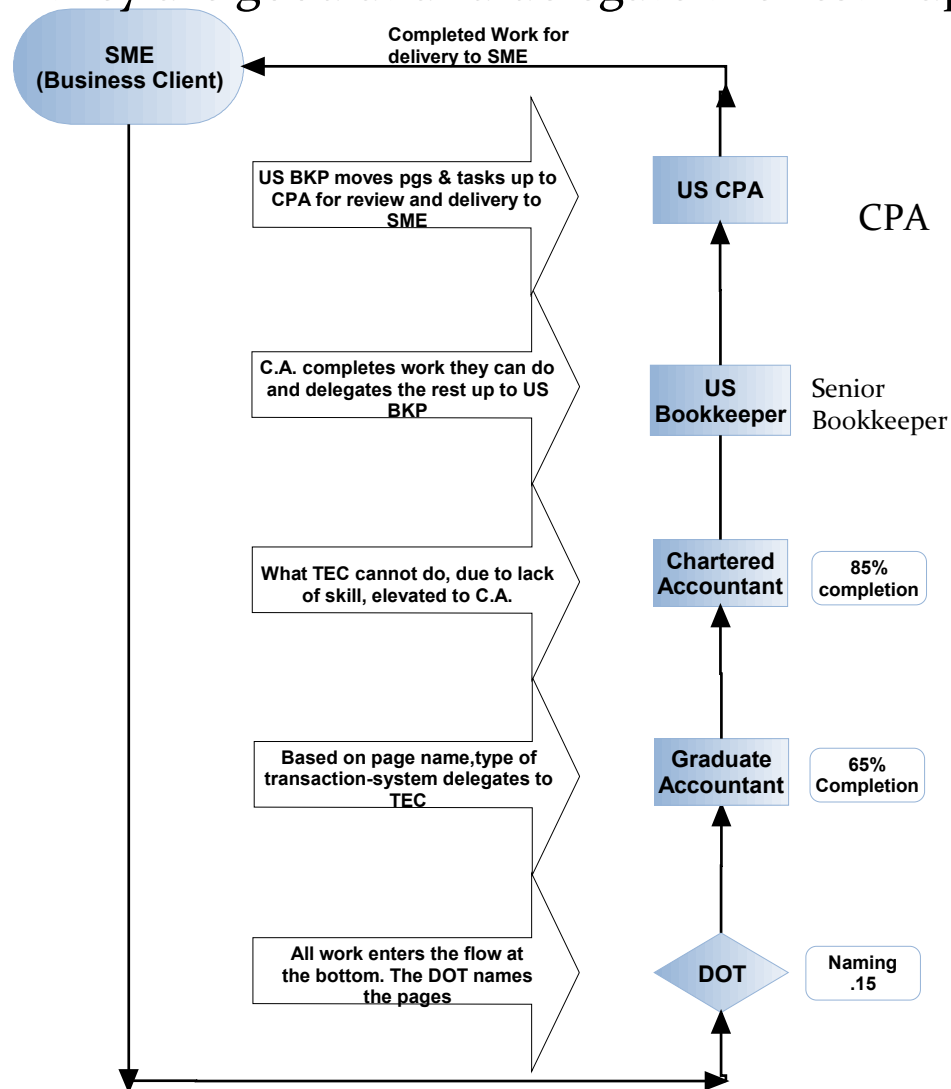 Completed Work for
delivery to SME
SME
(Business Client)
US BKP moves pgs & tasks up to
CPA for review and delivery to
SME
US CPA
CPA
C.A. completes work they can do
and delegates the rest up to US
BKP
US
Bookkeeper
Senior
Bookkeeper
What TEC cannot do, due to lack
of skill, elevated to C.A.
Chartered
Accountant
85%
completion
Based on page name,type of
transaction-system delegates to
TEC
Graduate
Accountant
65%
Completion
All work enters the flow at
the bottom. The DOT names
the pages
DOT
Naming
.15